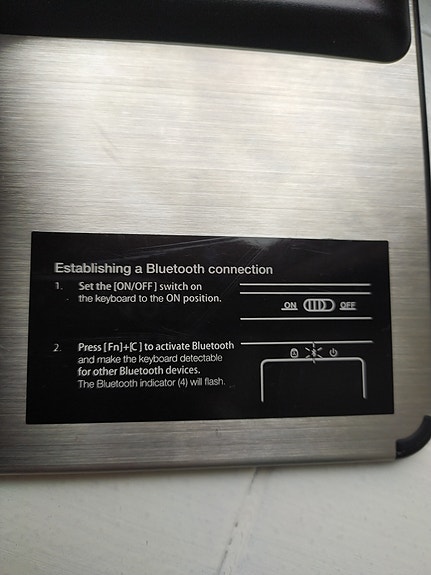 Establishing a Bluetooth connection
1. Set the [ON/OFF] switch on
the keyboard to the ON position.
ON OFF
2. Press [Fn]+[C] to activate Bluetooth
and make the keyboard detectable
for other Bluetooth devices.
The Bluetooth indicator (4) will flash.
A